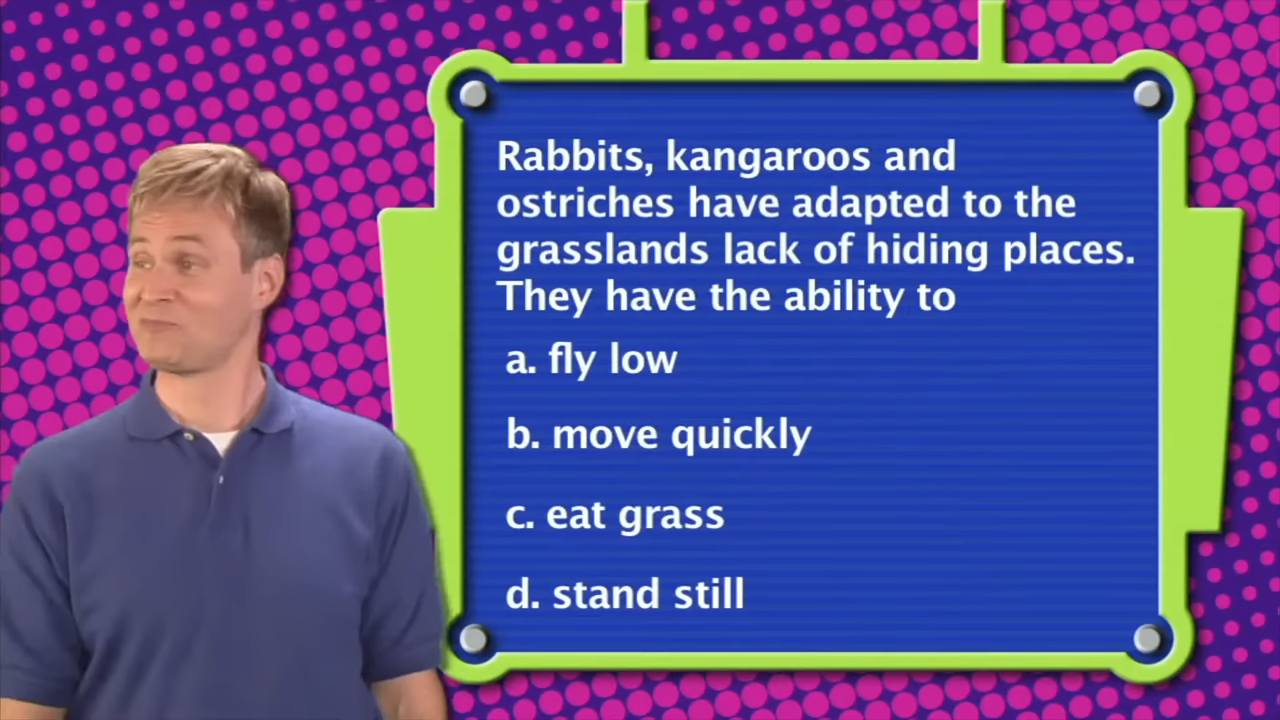 Rabbits, kangaroos and
ostriches have adapted to the
grasslands lack of hiding places.
They have the ability to
a. fly low
b. move quickly
c. eat grass
d. stand still